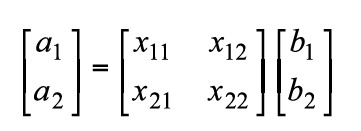 [a₁ a₂] = [x₁₁ x₁₂ x₂₁ x₂₂][b₁ b₂]